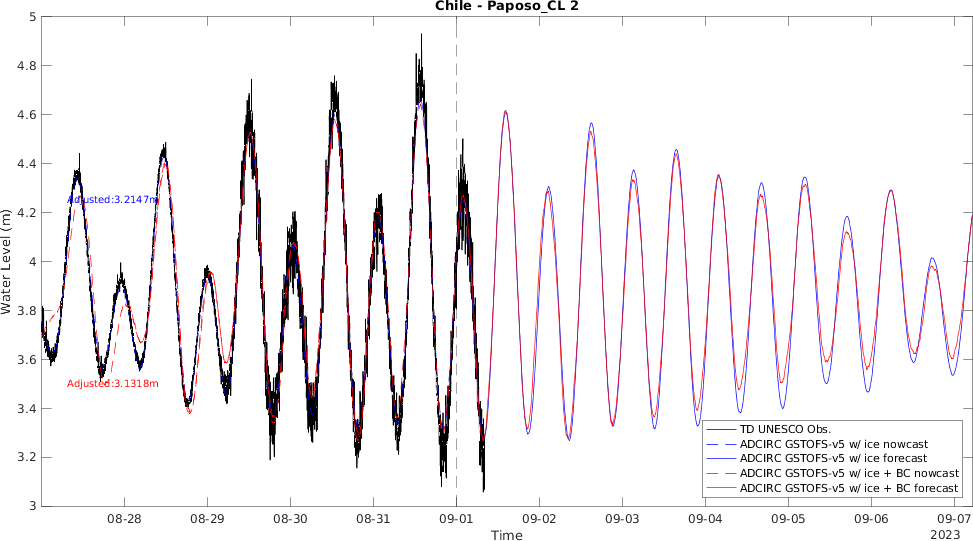 Chile - Paposo_CL 2
5
4.8
4.6
4.4
4.2
4
3.8
3.6
3.4
3.2
3
Water Level (m)
Adjusted:3.2147m
Adjusted:3.1318m
TD UNESCO Obs.
ADCIRC GSTOFS-v5 w/ ice nowcast
ADCIRC GSTOFS-v5 w/ ice forecast
ADCIRC GSTOFS-v5 w/ ice + BC nowcast
ADCIRC GSTOFS-v5 w/ ice + BC forecast
08-28 08-29 08-30 08-31 09-01 09-02 09-03 09-04 09-05 09-06 09-07
Time
2023